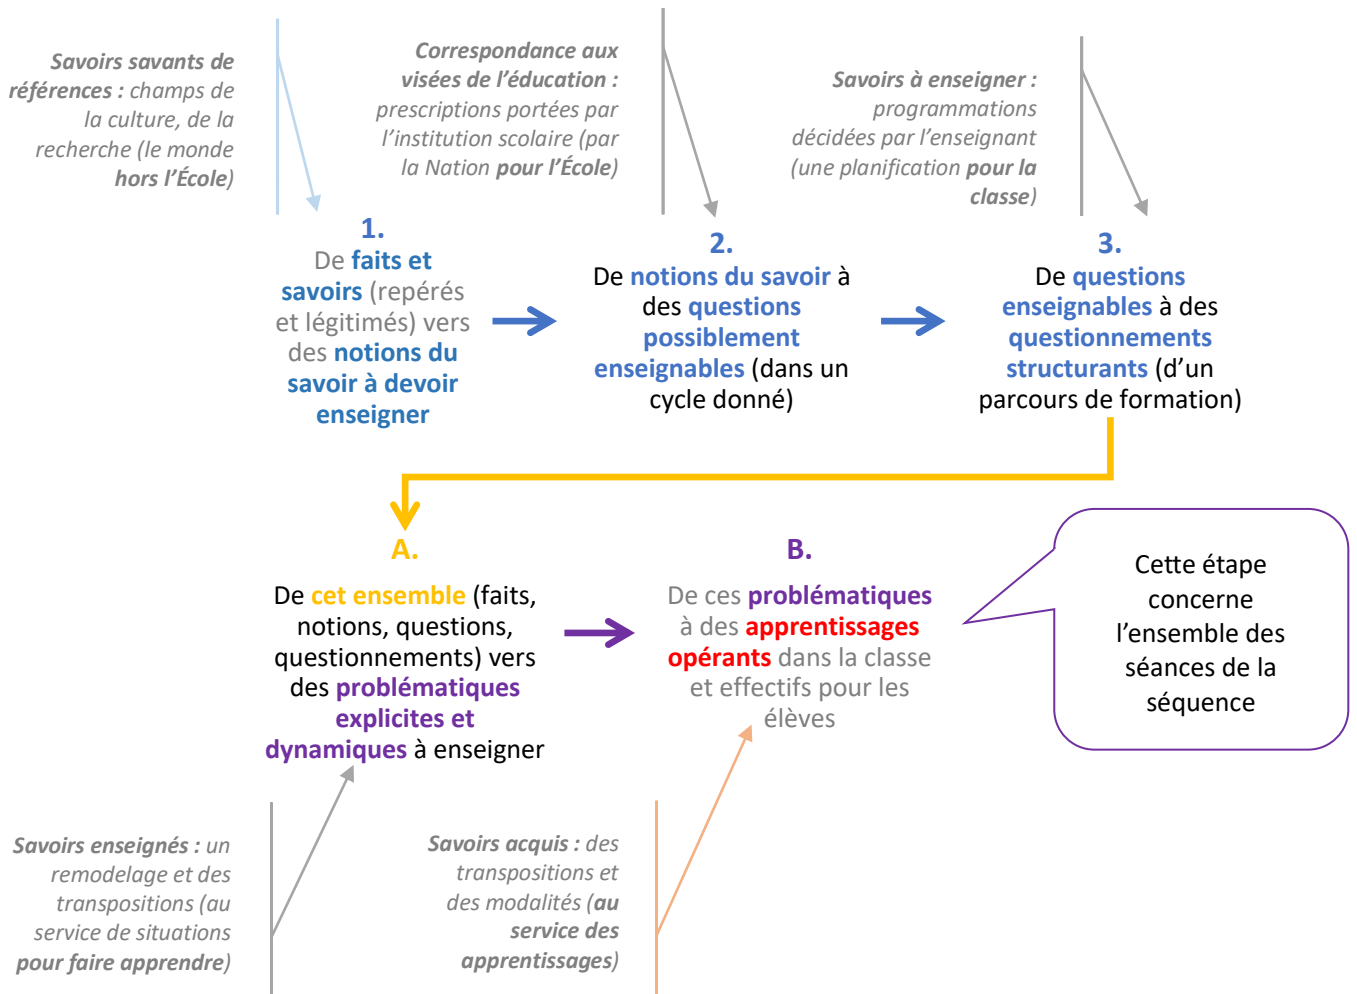 Savoirs savants de
références : champs de
la culture, de la
recherche (le monde
hors l’École)
Correspondance aux
visées de l’éducation :
prescriptions portées par
l’institution scolaire (par
la Nation pour l’École)
Savoirs à enseigner :
programmations
décidées par l’enseignant
(une planification pour la
classe)
1.
De faits et
savoirs (repérés
et légitimés) vers
des notions du
savoir à devoir
enseigner
2.
De notions du savoir à
des questions
possiblement
enseignables (dans un
cycle donné)
3.
De questions
enseignables à des
questionnements
structurants (d’un
parcours de formation)
A.
De cet ensemble (faits,
notions, questions,
questionnements) vers
des problématiques
explicites et
dynamiques à enseigner
B.
De ces problématiques
à des apprentissages
opérants dans la classe
et effectifs pour les
élèves
Cette étape
concerne
l’ensemble des
séances de la
séquence
Savoirs enseignés : un
remodelage et des
transpositions (au
service de situations
pour faire apprendre)
Savoirs acquis : des
transpositions et
des modalités (au
service des
apprentissages)